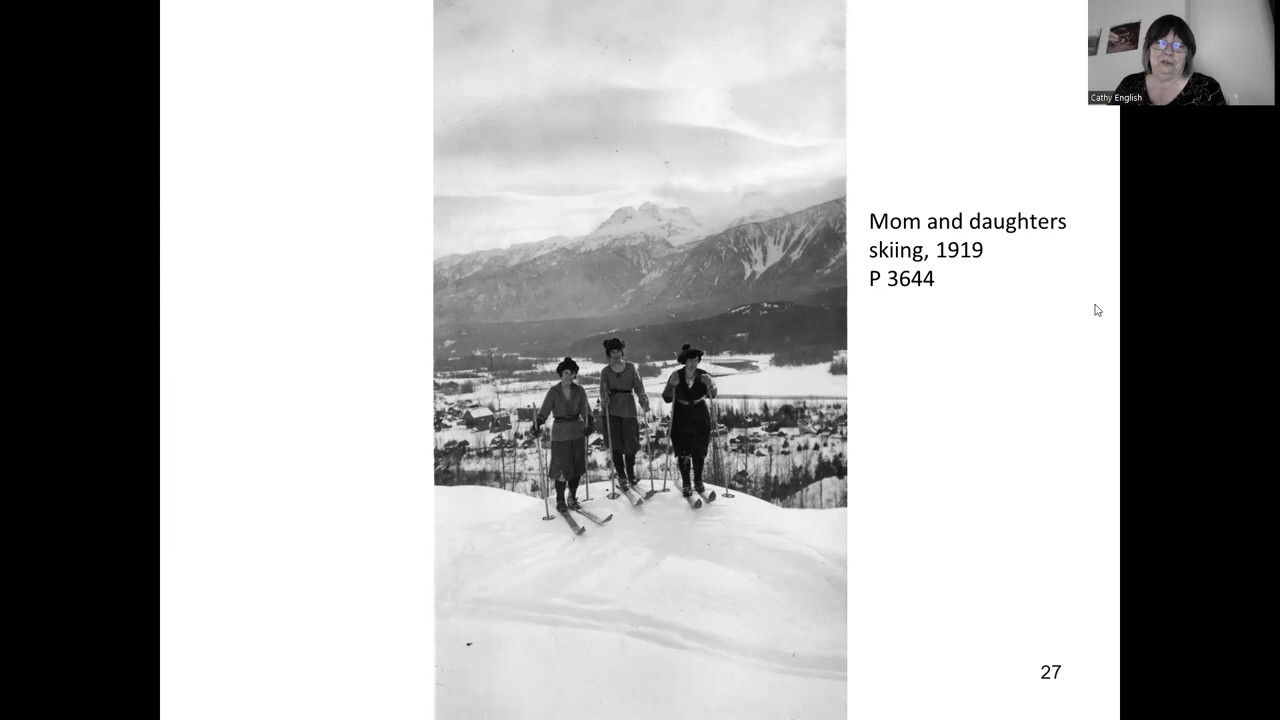 Cathy English
Mom and daughters
skiing, 1919
P 3644
27